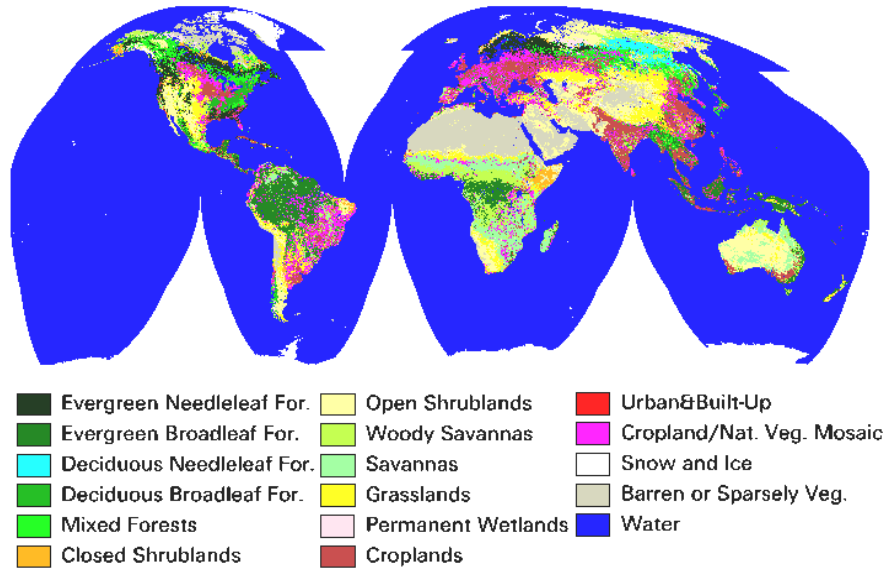 Evergreen Needleleaf For.
Evergreen Broadleaf For.
Deciduous Needleleaf For.
Deciduous Broadleaf For.
Mixed Forests
Closed Shrublands
Open Shrublands
Woody Savannas
Savannas
Grasslands
Permanent Wetlands
Croplands
Urban&Built-Up
Cropland/Nat. Veg. Mosaic
Snow and Ice
Barren or Sparsely Veg.
Water